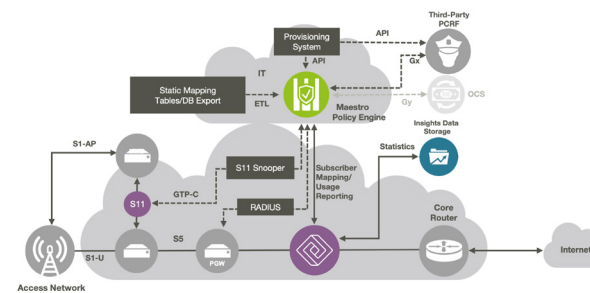 Third-Party
PCRF
Provisioning
System
API
API
Gx
IT
Static Mapping
Tables/DB Export
ETL
Maestro
Policy Engine
Gy
OCS
Insights Data
Storage
S1-AP
S11 Snooper
Subscriber
Mapping/
Usage
Reporting
Statistics
S11
GTP-C
RADIUS
Core
Router
S1-U
S5
PGW
Internet
Access Network